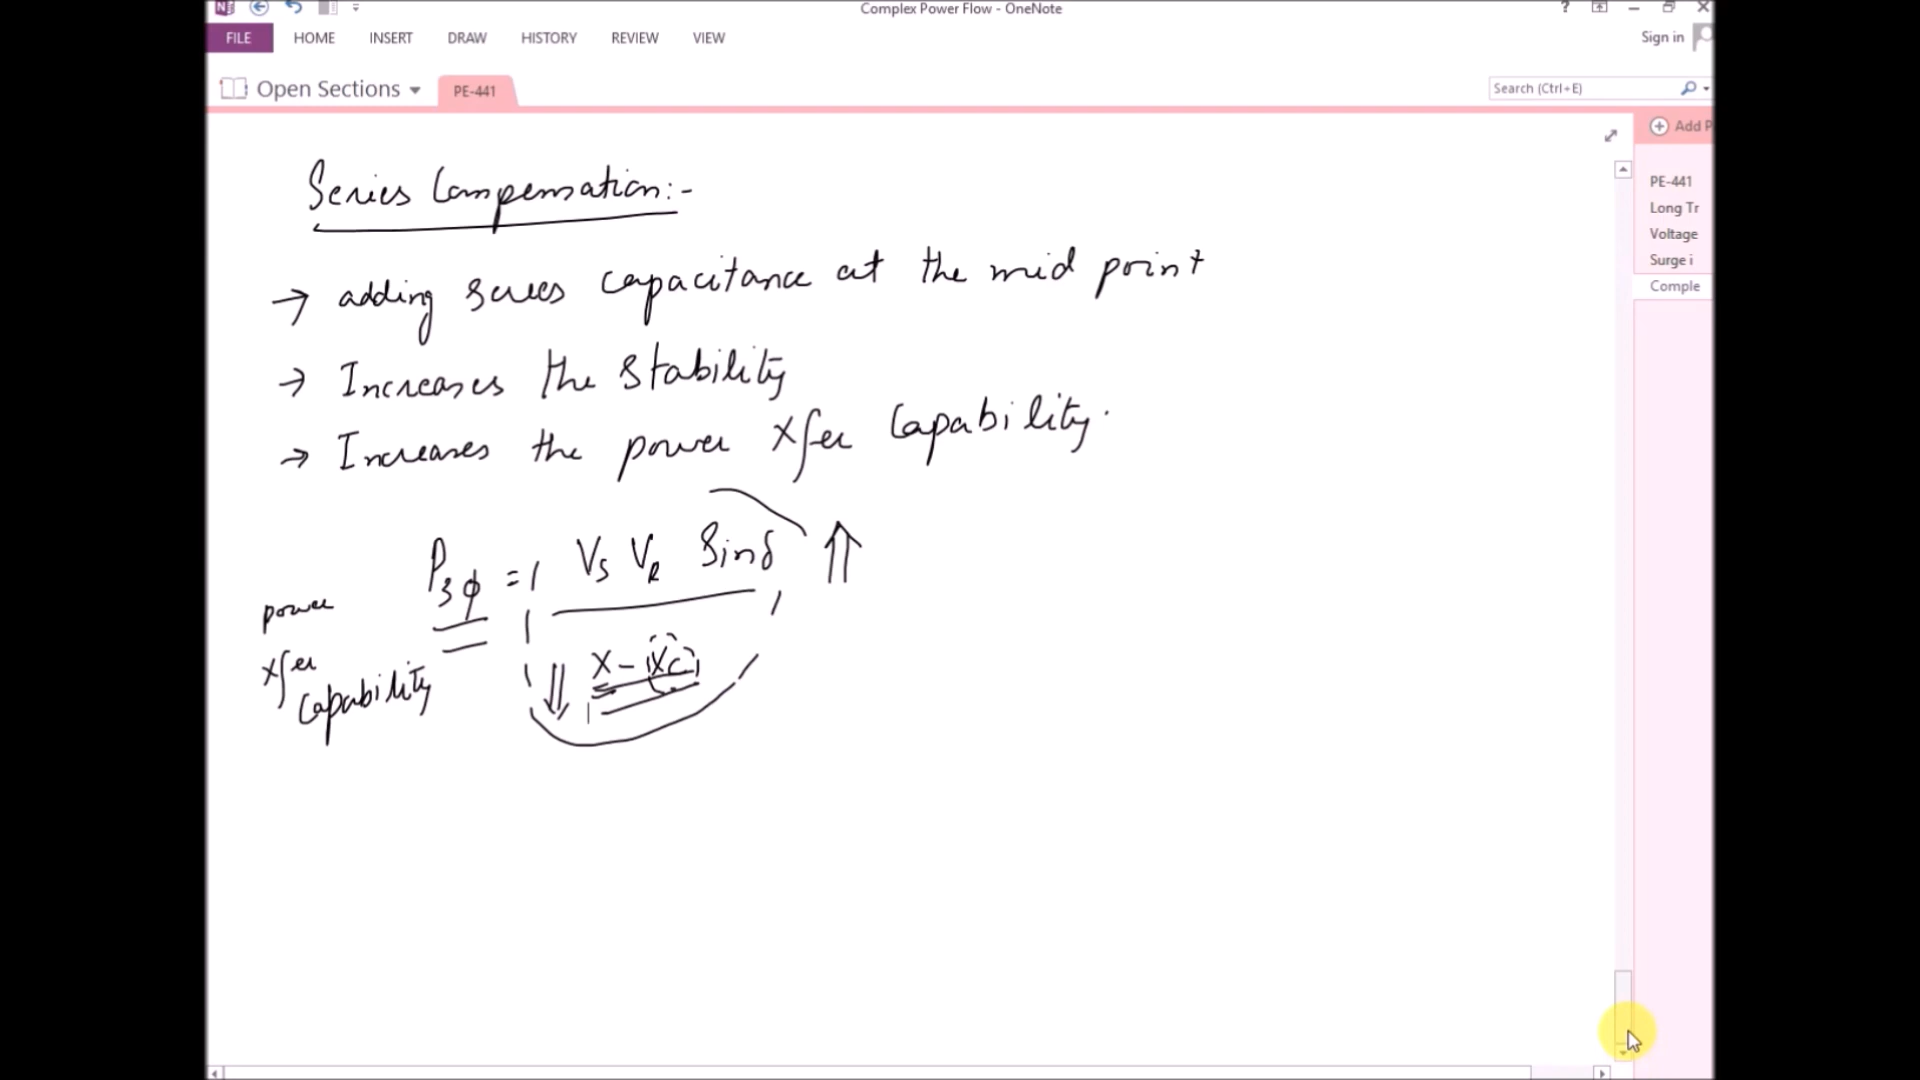 Complex Power Flow - OneNote
?
FILE HOME INSERT DRAW HISTORY REVIEW VIEW
Sign in
Open Sections
PE-441
Search (Ctrl+E)
Add P
PE-441
Long Tr
Voltage
Surge i
Comple
Series Compensation:-
→ adding series capacitance at the mid point
→ Increases the stability
→ Increases the power Xfer Capability.
P3φ = Vs VR Sinδ ⇑
⇓ X - (Xc)
power
xfer
Capability